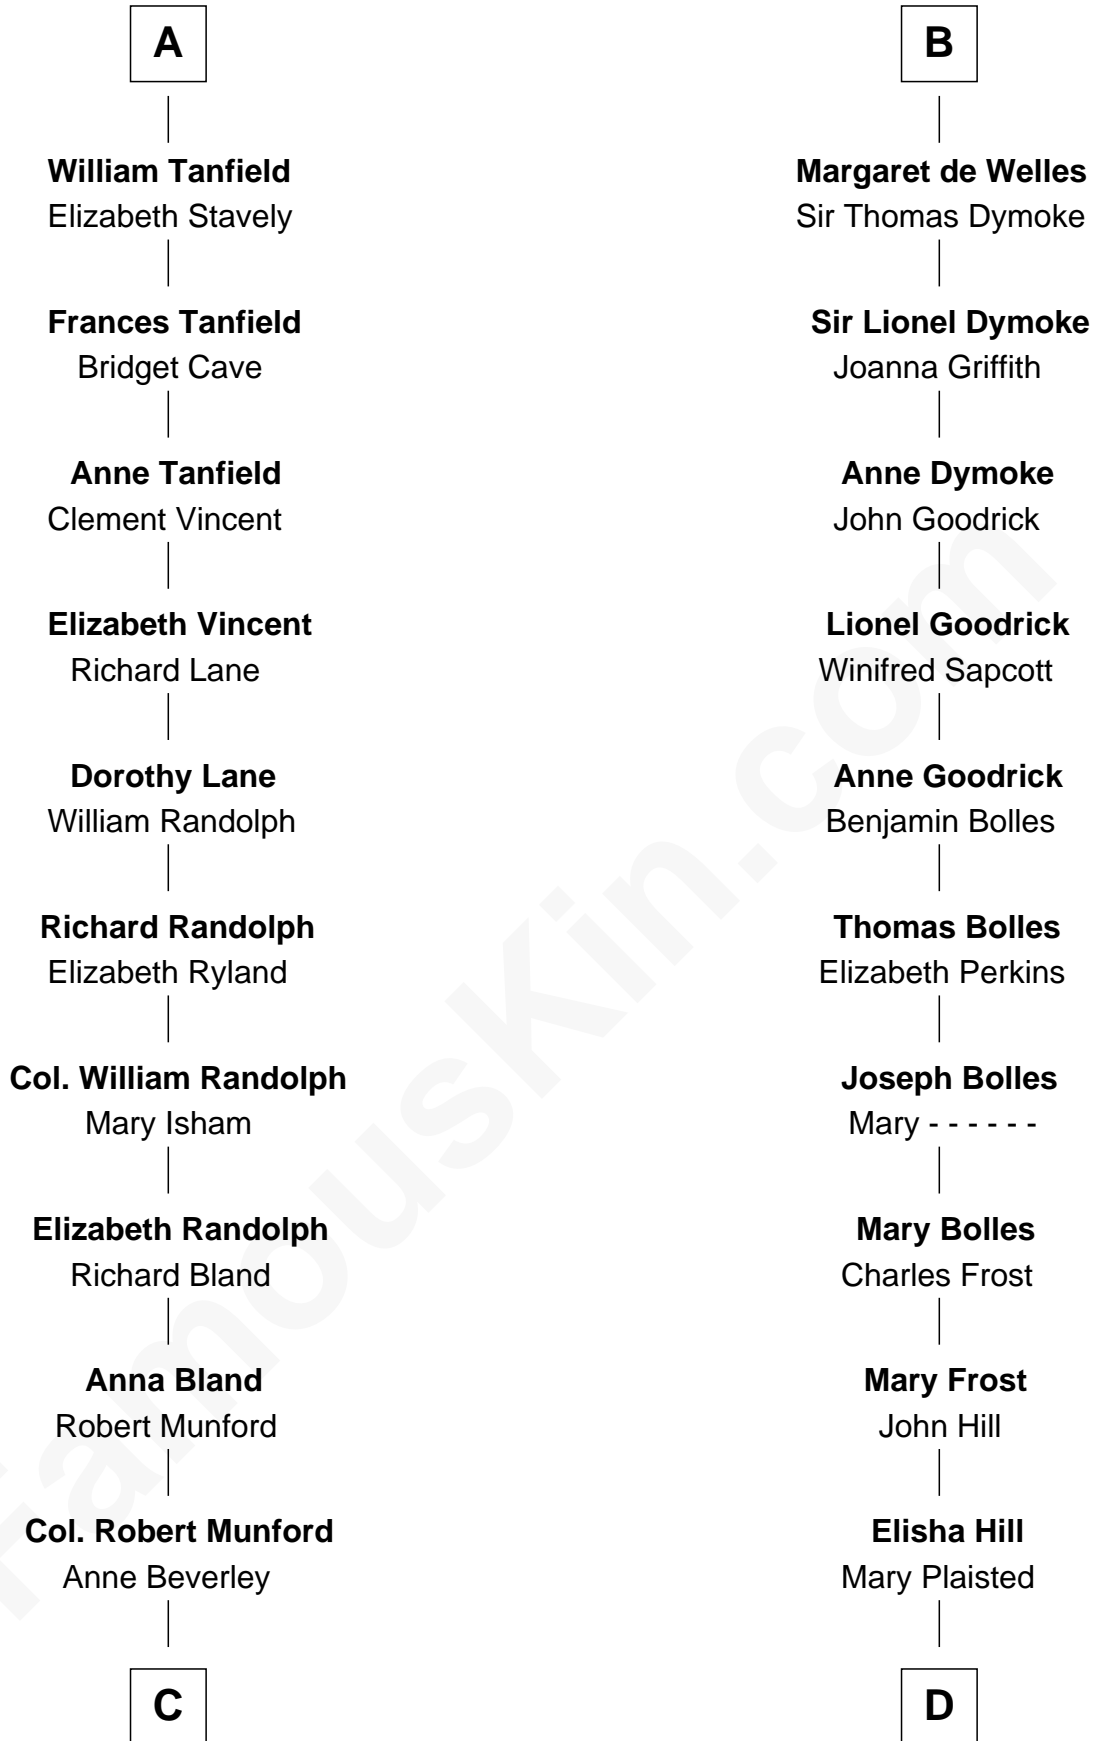 A
William Tanfield
Elizabeth Stavely
Frances Tanfield
Bridget Cave
Anne Tanfield
Clement Vincent
Elizabeth Vincent
Richard Lane
Dorothy Lane
William Randolph
Richard Randolph
Elizabeth Ryland
Col. William Randolph
Mary Isham
Elizabeth Randolph
Richard Bland
Anna Bland
Robert Munford
Col. Robert Munford
Anne Beverley
C
B
Margaret de Welles
Sir Thomas Dymoke
Sir Lionel Dymoke
Joanna Griffith
Anne Dymoke
John Goodrick
Lionel Goodrick
Winifred Sapcott
Anne Goodrick
Benjamin Bolles
Thomas Bolles
Elizabeth Perkins
Joseph Bolles
Mary - - - - - -
Mary Bolles
Charles Frost
Mary Frost
John Hill
Elisha Hill
Mary Plaisted
D
FamousKin.com